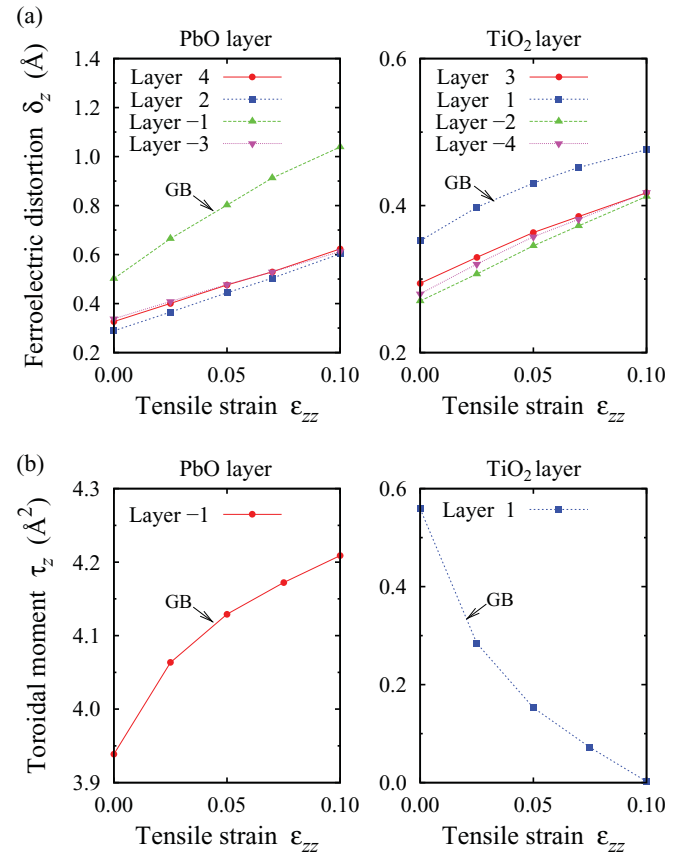 (a)
PbO layer
TiO2 layer
Ferroelectric distortion δz (Å)
1.4
1.2
1.0
0.8
0.6
0.4
0.2
Layer 4
Layer 2
Layer −1
Layer −3
GB
0.00 0.05 0.10
Tensile strain εzz
0.6
0.4
0.2
Layer 3
Layer 1
Layer −2
Layer −4
GB
0.00 0.05 0.10
Tensile strain εzz
(b)
PbO layer
TiO2 layer
Toroidal moment τz (Å²)
4.3
4.2
4.1
4.0
3.9
Layer −1
GB
0.00 0.05 0.10
Tensile strain εzz
0.6
0.4
0.2
0.0
Layer 1
GB
0.00 0.05 0.10
Tensile strain εzz